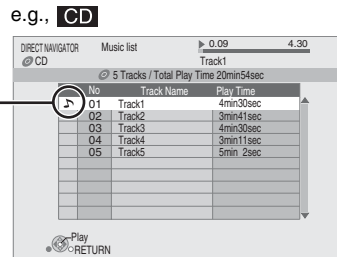 e.g., CD
DIRECT NAVIGATOR Music list 0.09 4.30
CD Track1
5 Tracks / Total Play Time 20min54sec
No Track Name Play Time
01 Track1 4min30sec
02 Track2 3min41sec
03 Track3 4min30sec
04 Track4 3min11sec
05 Track5 5min 2sec
Play
RETURN